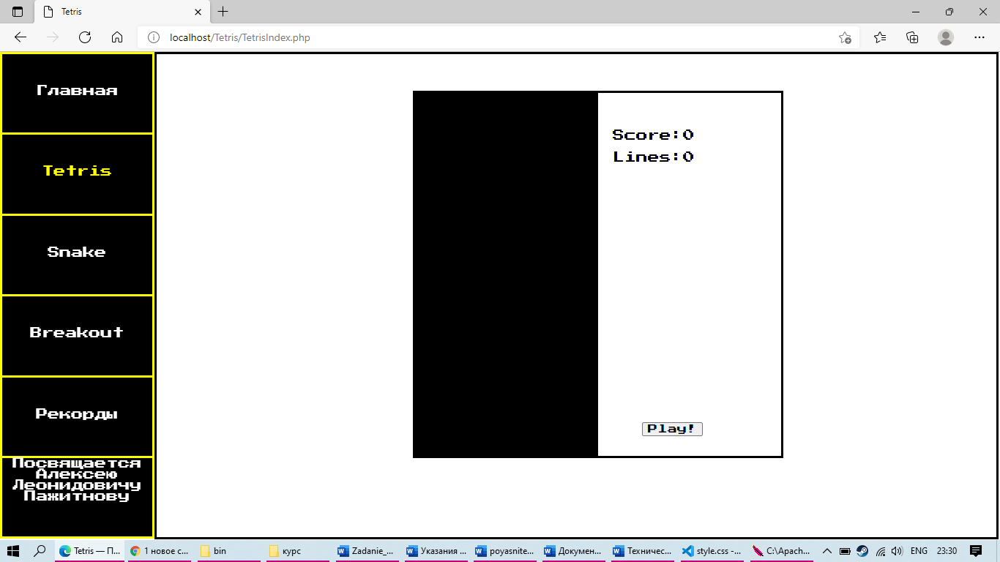 Tetris
localhost/Tetris/TetrisIndex.php
Главная
Tetris
Snake
Breakout
Рекорды
Посвящается
Алексею
Леонидовичу
Пажитнову
Score:0
Lines:0
Play!
Tetris — П...
1 новое с...
bin
курс
Zadanie_...
Указания ...
poyasnite...
Докумен...
Техничес...
style.css -...
C:\Apach...
ENG
23:30